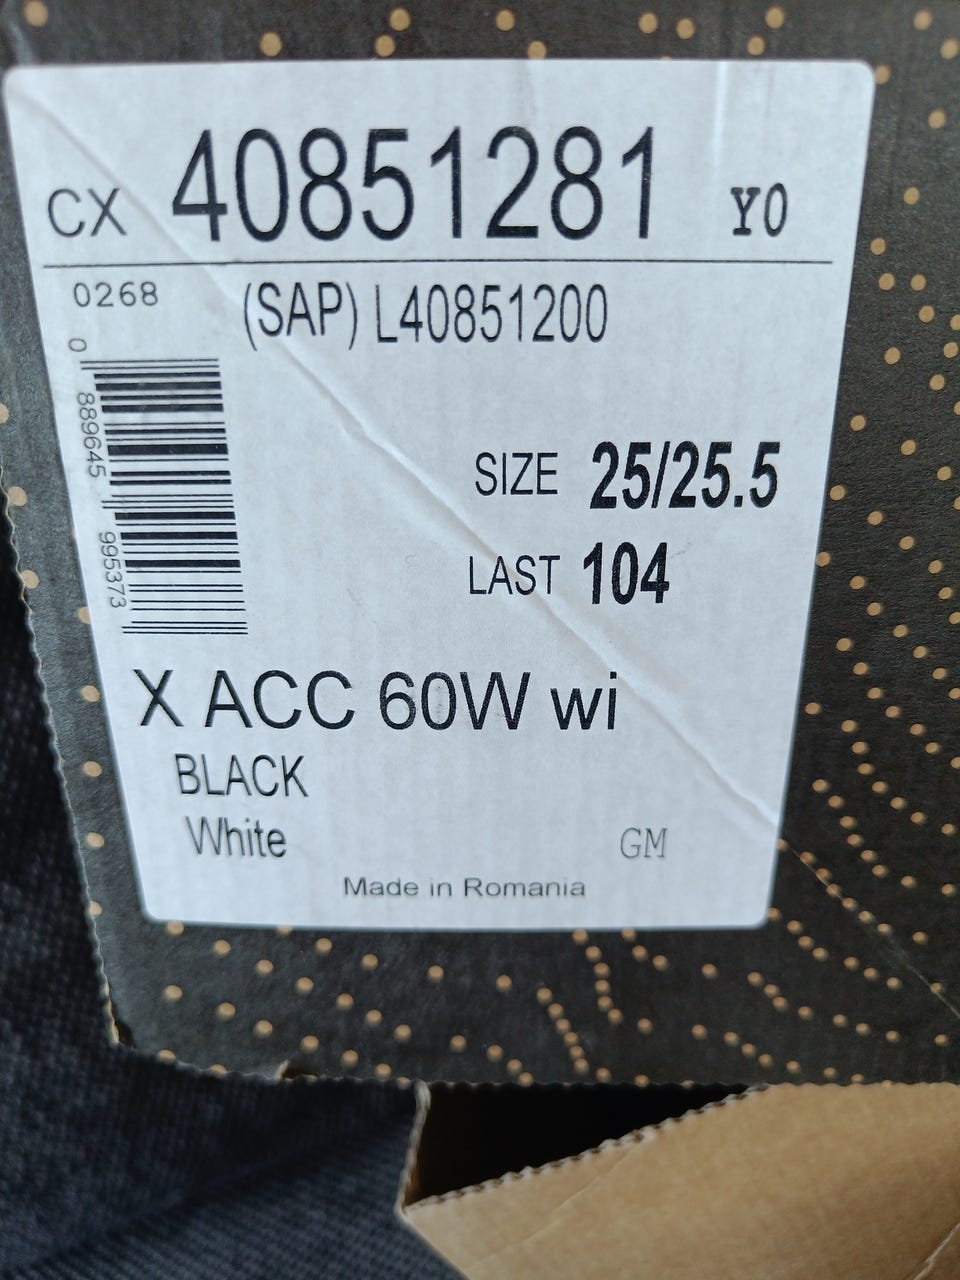 CX 40851281 Y0
0268 (SAP) L40851200
0 889645 995373
SIZE 25/25.5
LAST 104
X ACC 60W wi
BLACK
White GM
Made in Romania